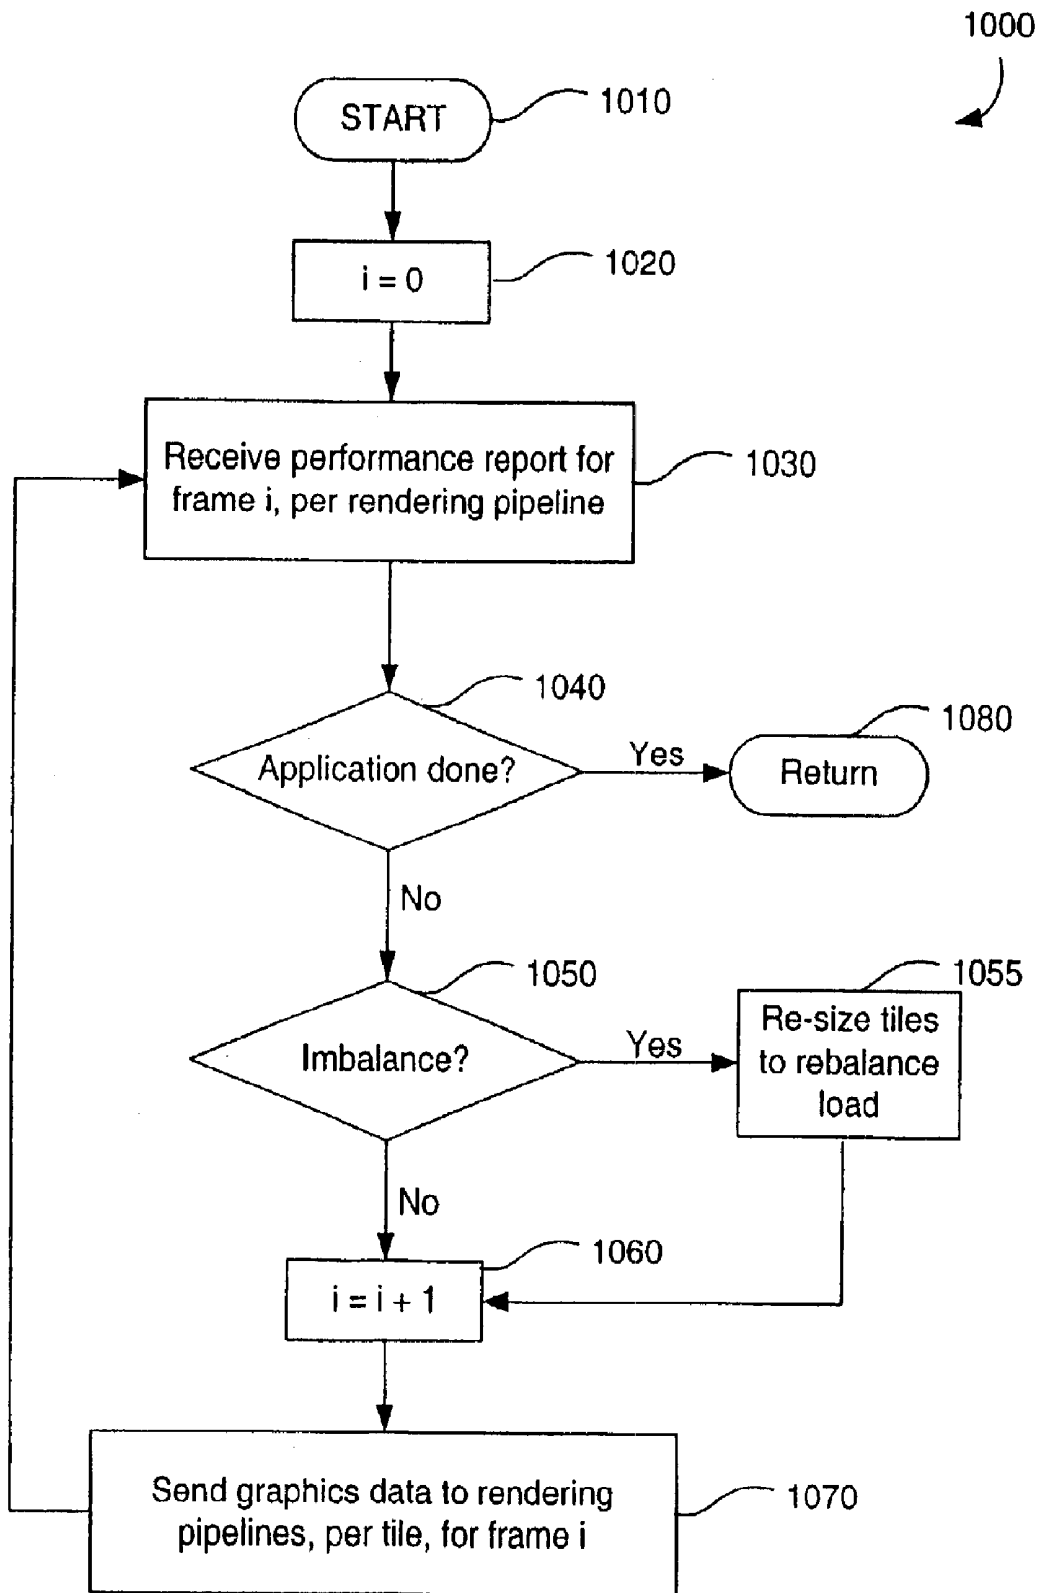 1000
START
1010
i = 0
1020
Receive performance report for
frame i, per rendering pipeline
1030
1040
Application done?
Yes
1080
Return
No
1050
Imbalance?
Yes
1055
Re-size tiles
to rebalance
load
No
1060
i = i + 1
Send graphics data to rendering
pipelines, per tile, for frame i
1070